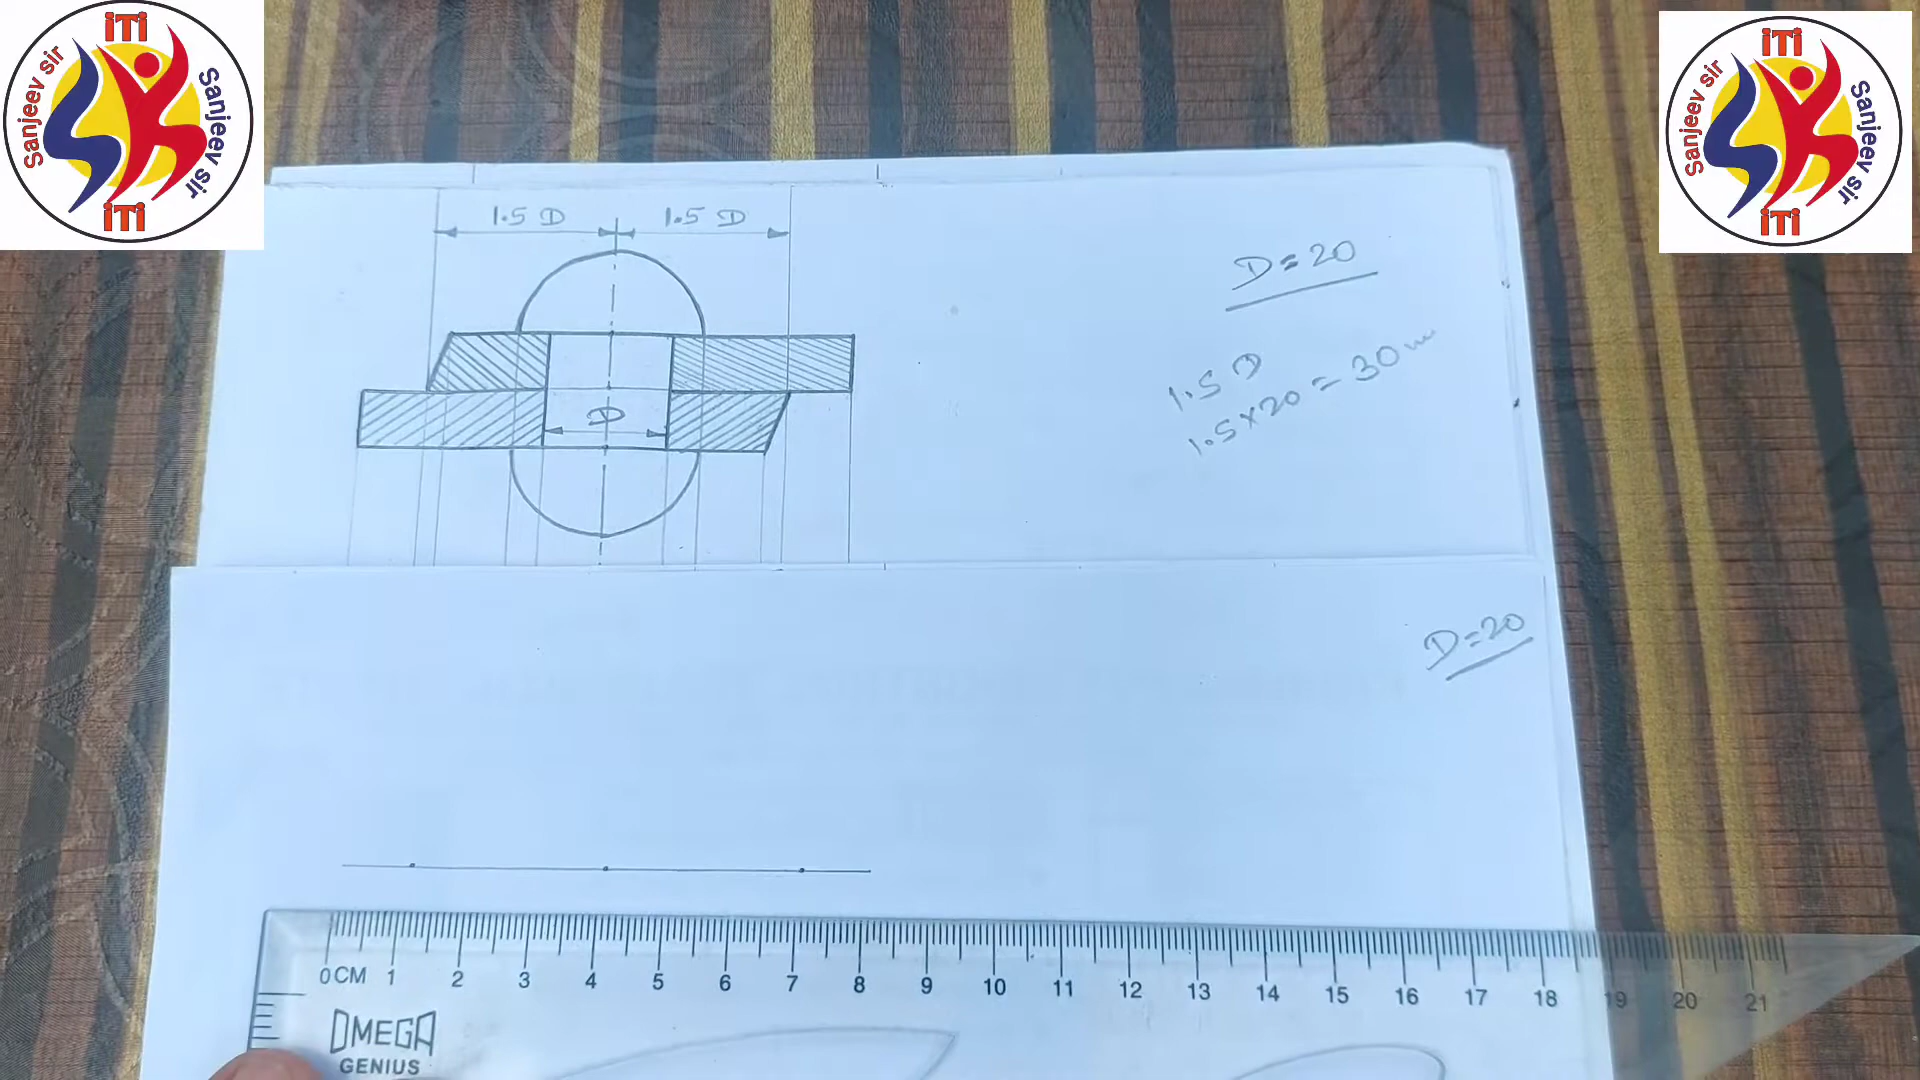 iTi
Sanjeev sir
Sanjeev sir
iTi
iTi
Sanjeev sir
Sanjeev sir
iTi
1.5 D
1.5 D
D=20
1.5 D
1.5×20 = 30
D
D=20
0CM 1 2 3 4 5 6 7 8 9 10 11 12 13 14 15 16 17 18 19 20 21
OMEGA
GENIUS